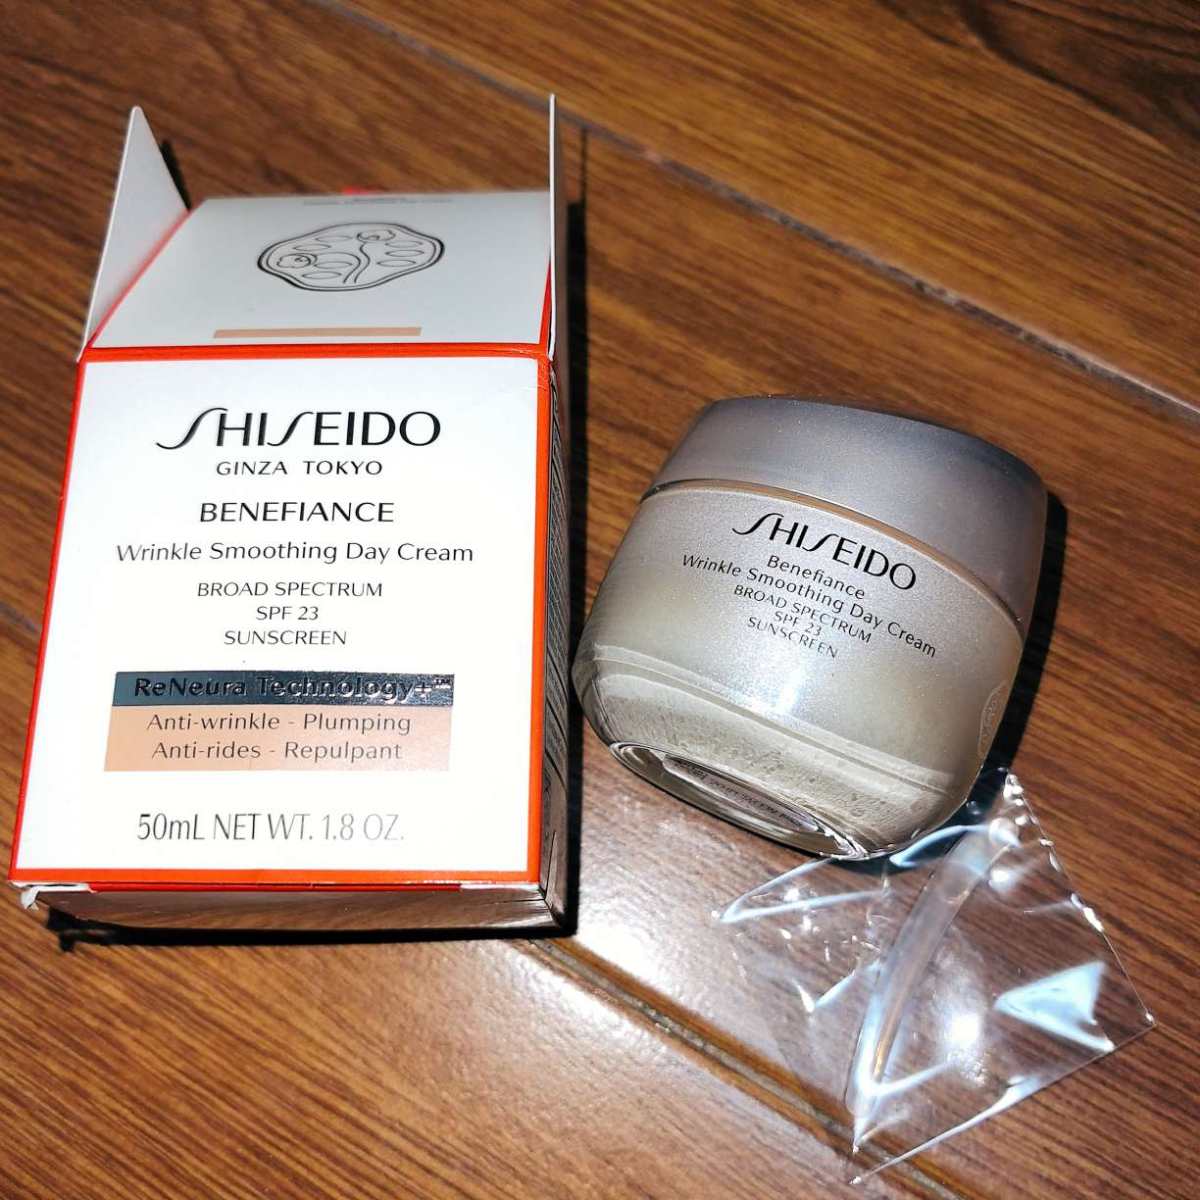 SHISEIDO
GINZA TOKYO
BENEFIANCE
Wrinkle Smoothing Day Cream
BROAD SPECTRUM
SPF 23
SUNSCREEN
ReNeura Technology+™
Anti-wrinkle - Plumping
Anti-rides - Repulpant
50mL NET WT. 1.8 OZ.
SHISEIDO
Benefiance
Wrinkle Smoothing Day Cream
BROAD SPECTRUM
SPF 23
SUNSCREEN